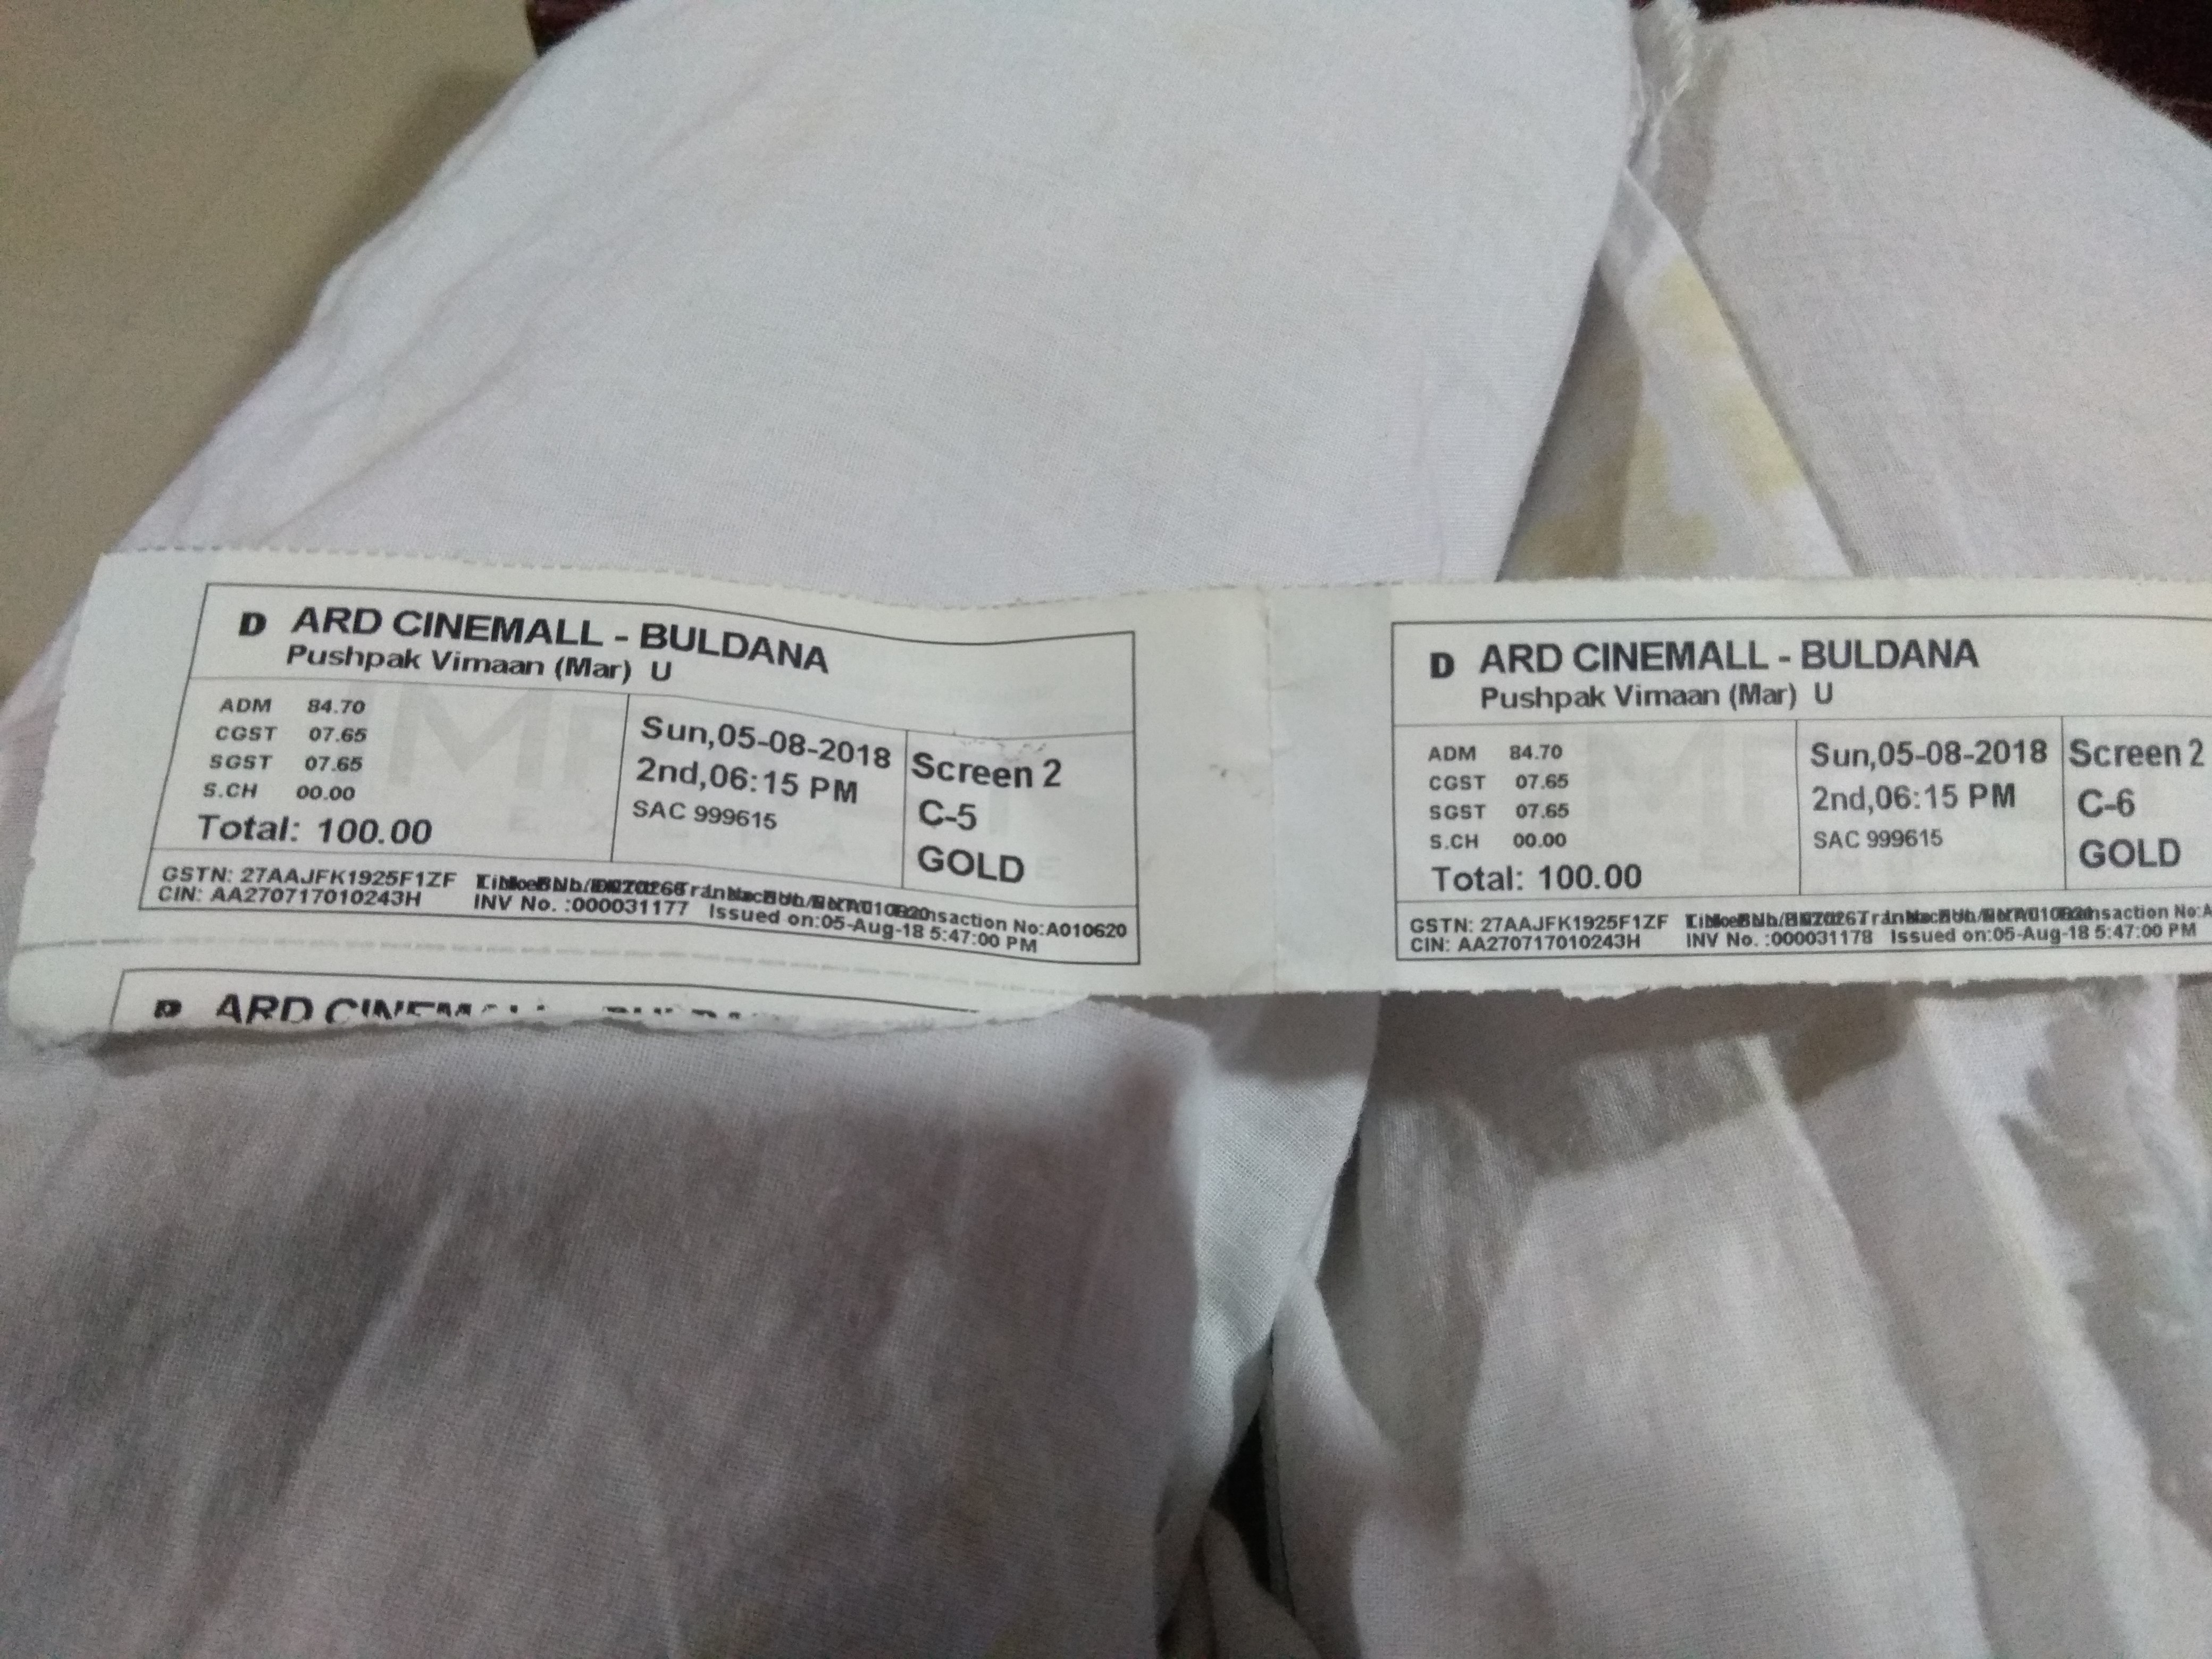 D ARD CINEMALL - BULDANA
Pushpak Vimaan (Mar) U
ADM 84.70
CGST 07.65
SGST 07.65
S.CH 00.00
Total: 100.00
Sun,05-08-2018
2nd,06:15 PM
SAC 999615
Screen 2
C-5
GOLD
GSTN: 27AAJFK1925F1ZF Transaction No:A010620
CIN: AA270717010243H INV No. :000031177 Issued on:05-Aug-18 5:47:00 PM
ARD
D ARD CINEMALL - BULDANA
Pushpak Vimaan (Mar) U
ADM 84.70
CGST 07.65
SGST 07.65
S.CH 00.00
Total: 100.00
Sun,05-08-2018
2nd,06:15 PM
SAC 999615
Screen 2
C-6
GOLD
GSTN: 27AAJFK1925F1ZF No:A
CIN: AA270717010243H INV No. :000031178 Issued on:05-Aug-18 5:47:00 PM